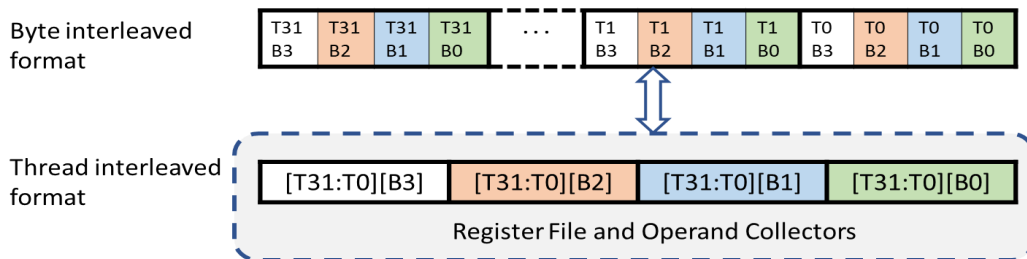 Byte interleaved
format
T31 T31 T31 T31 ... T1 T1 T1 T1 T0 T0 T0 T0
B3 B2 B1 B0 B3 B2 B1 B0 B3 B2 B1 B0
Thread interleaved
format
[T31:T0][B3] [T31:T0][B2] [T31:T0][B1] [T31:T0][B0]
Register File and Operand Collectors